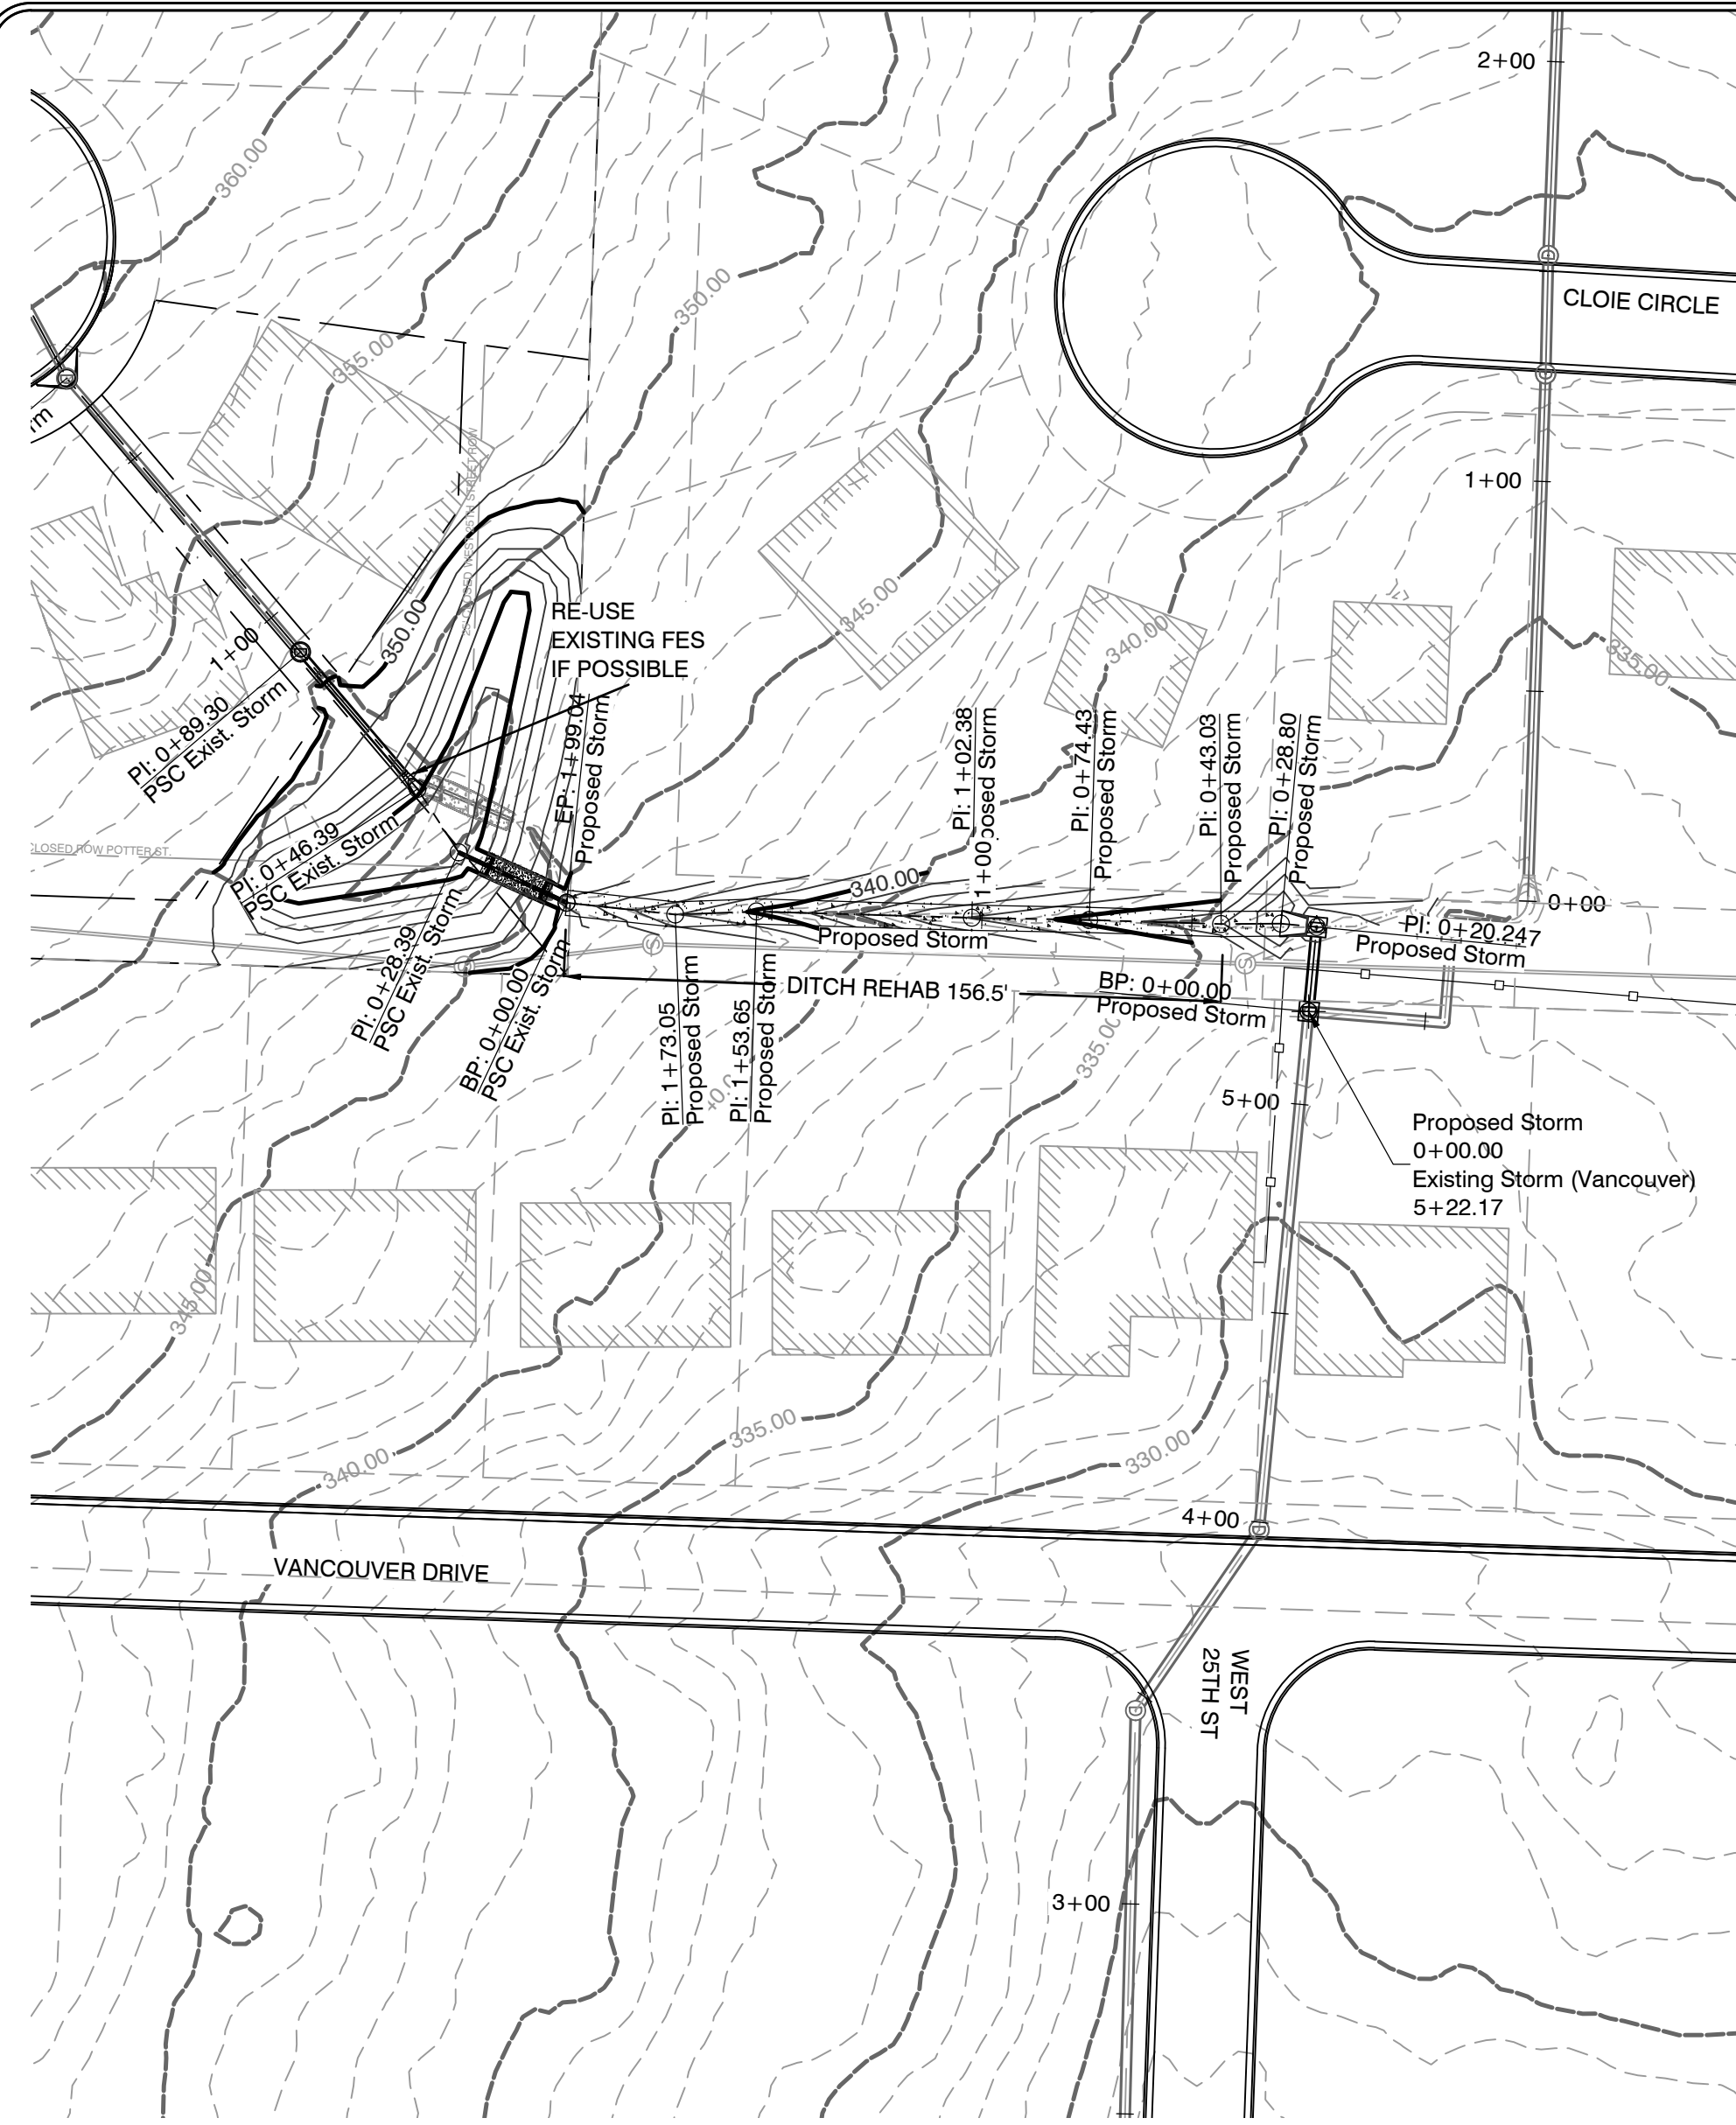 2+00
360.00
CLOIE CIRCLE
350.00
355.00
rm
1+00
RE-USE
EXISTING FES
IF POSSIBLE
345.00
340.00
335.00
350.00
1+00
PI: 0+89.30
PSC Exist. Storm
EP: 1+99.04
Proposed Storm
PI: 1+02.38
posed Storm
1+00
PI: 0+74.43
Proposed Storm
PI: 0+43.03
Proposed Storm
PI: 0+28.80
Proposed Storm
CLOSED ROW POTTER ST.
PI: 0+46.39
PSC Exist. Storm
340.00
0+00
PI: 0+20.247
Proposed Storm
Proposed Storm
PI: 0+28.39
PSC Exist. Storm
BP: 0+00.00
PSC Exist. Storm
DITCH REHAB 156.5'
BP: 0+00.00
Proposed Storm
PI: 1+73.05
Proposed Storm
PI: 1+53.65
Proposed Storm
335.00
5+00
Proposed Storm
0+00.00
Existing Storm (Vancouver)
5+22.17
345.00
340.00
335.00
330.00
4+00
VANCOUVER DRIVE
WEST
25TH ST
3+00